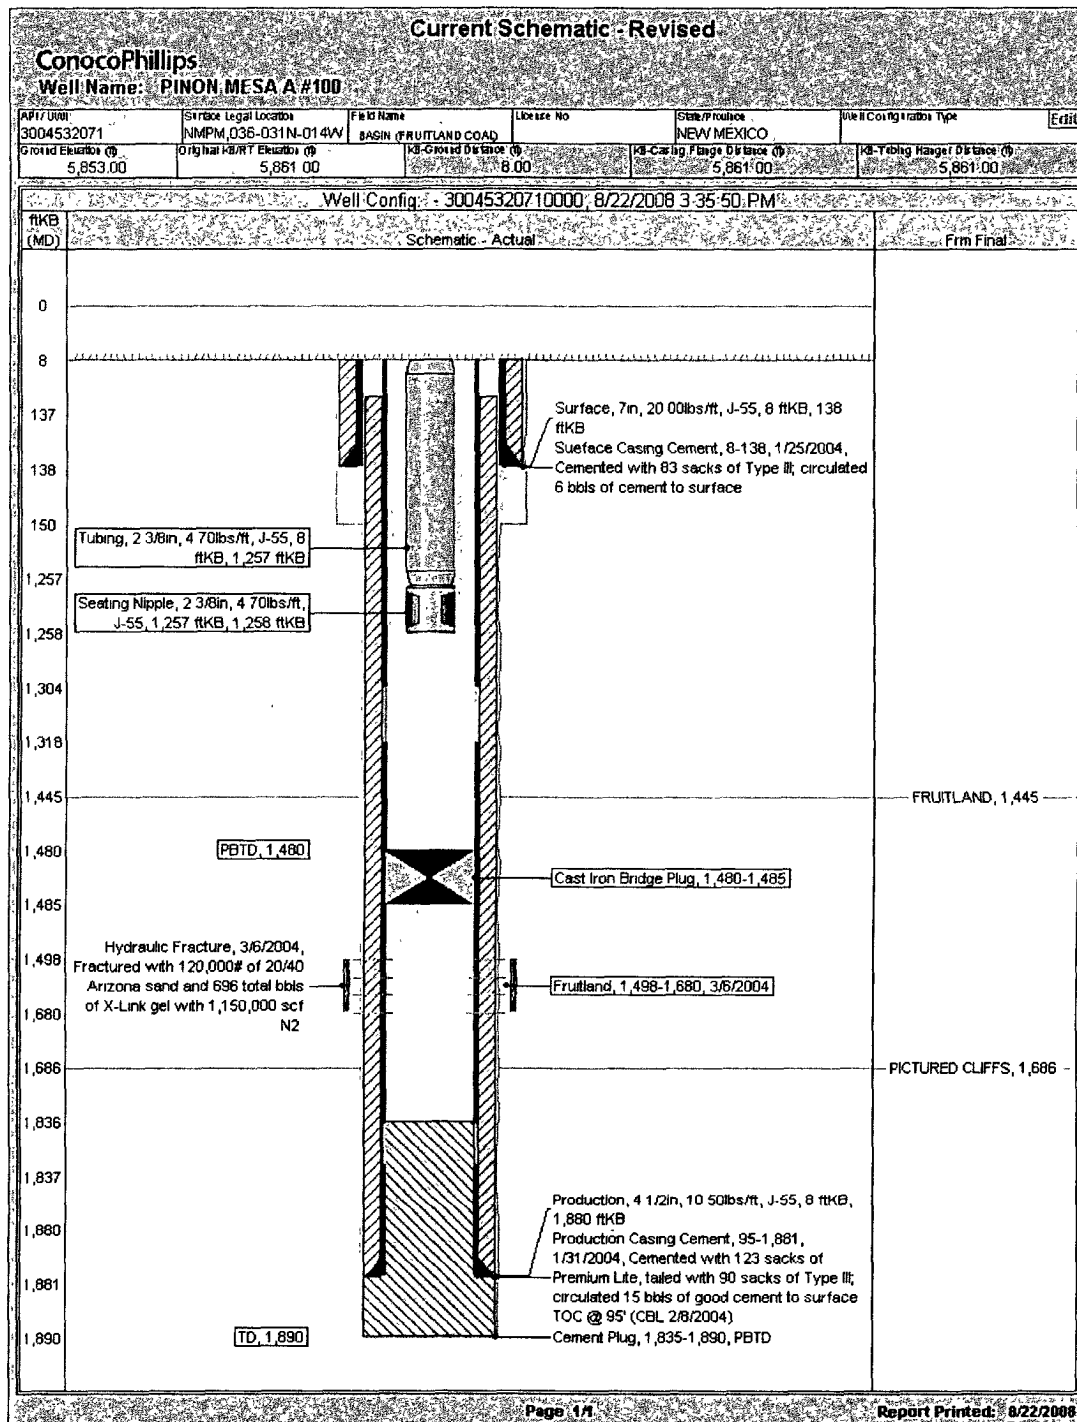 Current Schematic - Revised
ConocoPhillips
Well Name: PINON MESA A #100
API / UWI
Surface Legal Location
Field Name
License No
State/Province
Well Configuration Type
Edit
3004532071
NMPM,036-031N-014W
BASIN (FRUITLAND COAL)
NEW MEXICO
Ground Elevation (ft)
Original KB/RT Elevation (ft)
KB-Ground Distance (ft)
KB-Casing Flange Distance (ft)
KB-Tubing Hanger Distance (ft)
5,853.00
5,861 00
8.00
5,861.00
5,861.00
Well Config: - 30045320710000, 8/22/2008 3:35:50 PM
ftKB
(MD)
Schematic - Actual
Frm Final
0
8
137
138
150
1,257
1,258
1,304
1,318
1,445
1,480
1,485
1,498
1,680
1,686
1,836
1,837
1,880
1,881
1,890
Surface, 7in, 20 00lbs/ft, J-55, 8 ftKB, 138
ftKB
Sueface Casing Cement, 8-138, 1/25/2004,
Cemented with 83 sacks of Type III; circulated
6 bbls of cement to surface
Tubing, 2 3/8in, 4 70lbs/ft, J-55, 8
ftKB, 1,257 ftKB
Seating Nipple, 2 3/8in, 4 70lbs/ft,
J-55, 1,257 ftKB, 1,258 ftKB
FRUITLAND, 1,445
PBTD, 1,480
Cast Iron Bridge Plug, 1,480-1,485
Hydraulic Fracture, 3/6/2004,
Fractured with 120,000# of 20/40
Arizona sand and 696 total bbls
of X-Link gel with 1,150,000 scf
N2
Fruitland, 1,498-1,680, 3/6/2004
PICTURED CLIFFS, 1,686
Production, 4 1/2in, 10 50lbs/ft, J-55, 8 ftKB,
1,880 ftKB
Production Casing Cement, 95-1,881,
1/31/2004, Cemented with 123 sacks of
Premium Lite, tailed with 90 sacks of Type III;
circulated 15 bbls of good cement to surface
TOC @ 95' (CBL 2/8/2004)
TD, 1,890
Cement Plug, 1,835-1,890, PBTD
Page 1/1
Report Printed: 8/22/2008